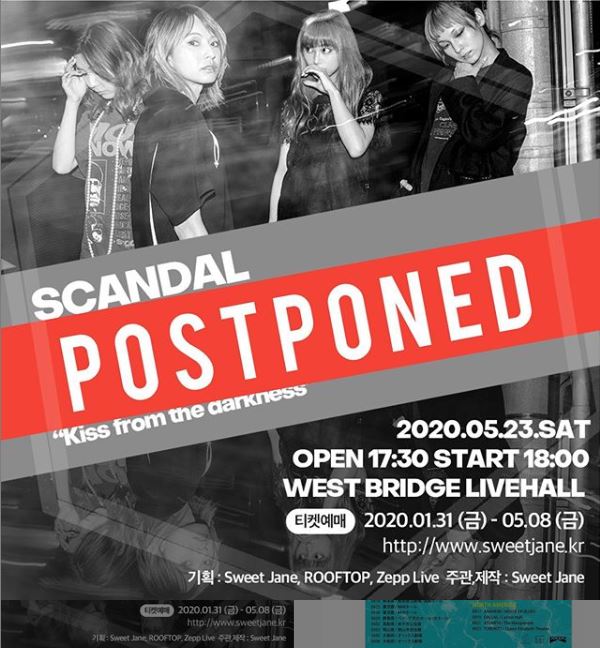 SCANDAL
POSTPONED
"Kiss from the darkness
2020.05.23.SAT
OPEN 17:30 START 18:00
WEST BRIDGE LIVEHALL
티켓예매 2020.01.31 (금) - 05.08 (금)
http://www.sweetjane.kr
기획 : Sweet Jane, ROOFTOP, Zepp Live 주관,제작 : Sweet Jane
티켓예매 2020.01.31 (금) - 05.08 (금)
http://www.sweetjane.kr
기획 : Sweet Jane, ROOFTOP, Zepp Live 주관,제작 : Sweet Jane
NORTH AMERICA